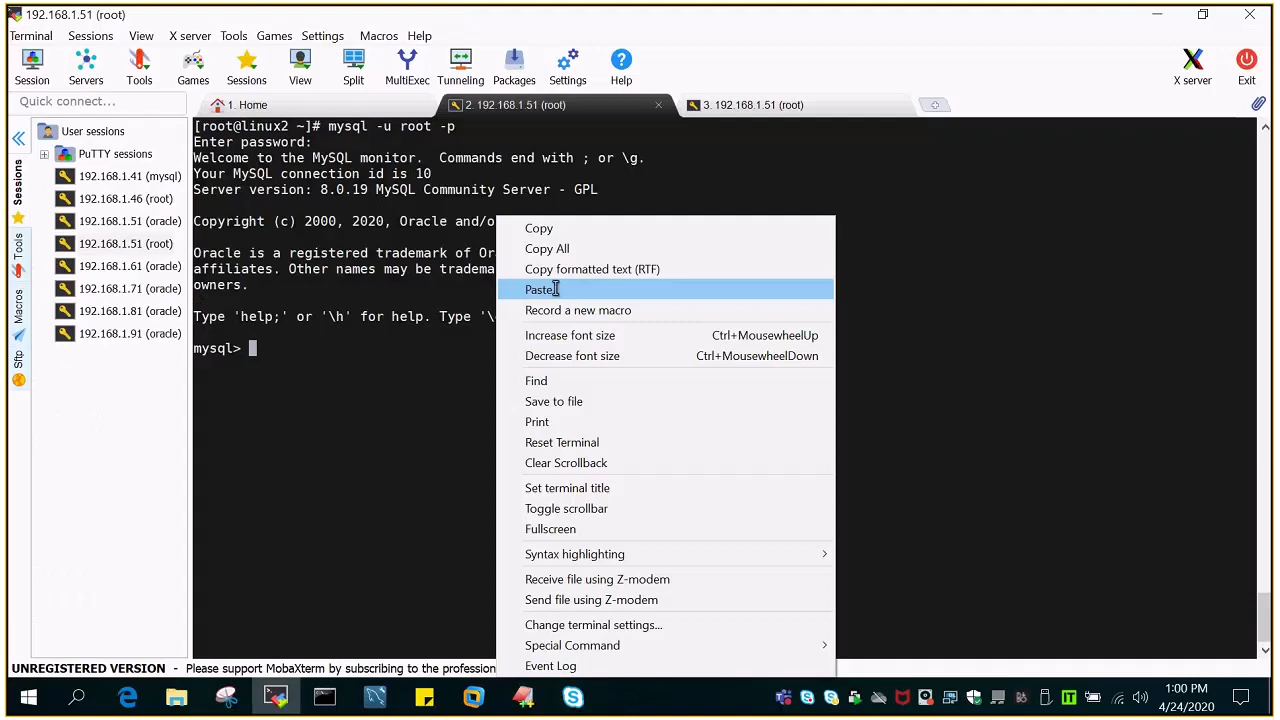 192.168.1.51 (root)
Terminal Sessions View X server Tools Games Settings Macros Help
Session Servers Tools Games Sessions View Split MultiExec Tunneling Packages Settings Help X server Exit
Quick connect...
1. Home
2. 192.168.1.51 (root)
3. 192.168.1.51 (root)
Sessions
Tools
Macros
Sftp
User sessions
PuTTY sessions
192.168.1.41 (mysql)
192.168.1.46 (root)
192.168.1.51 (oracle)
192.168.1.51 (root)
192.168.1.61 (oracle)
192.168.1.71 (oracle)
192.168.1.81 (oracle)
192.168.1.91 (oracle)
[root@linux2 ~]# mysql -u root -p
Enter password:
Welcome to the MySQL monitor.  Commands end with ; or \g.
Your MySQL connection id is 10
Server version: 8.0.19 MySQL Community Server - GPL
Copyright (c) 2000, 2020, Oracle and/o
Oracle is a registered trademark of Or
affiliates. Other names may be tradema
owners.
Type 'help;' or '\h' for help. Type '\
mysql>
Copy
Copy All
Copy formatted text (RTF)
Paste
Record a new macro
Increase font size Ctrl+MousewheelUp
Decrease font size Ctrl+MousewheelDown
Find
Save to file
Print
Reset Terminal
Clear Scrollback
Set terminal title
Toggle scrollbar
Fullscreen
Syntax highlighting
Receive file using Z-modem
Send file using Z-modem
Change terminal settings...
Special Command
Event Log
UNREGISTERED VERSION - Please support MobaXterm by subscribing to the profession
1:00 PM
4/24/2020